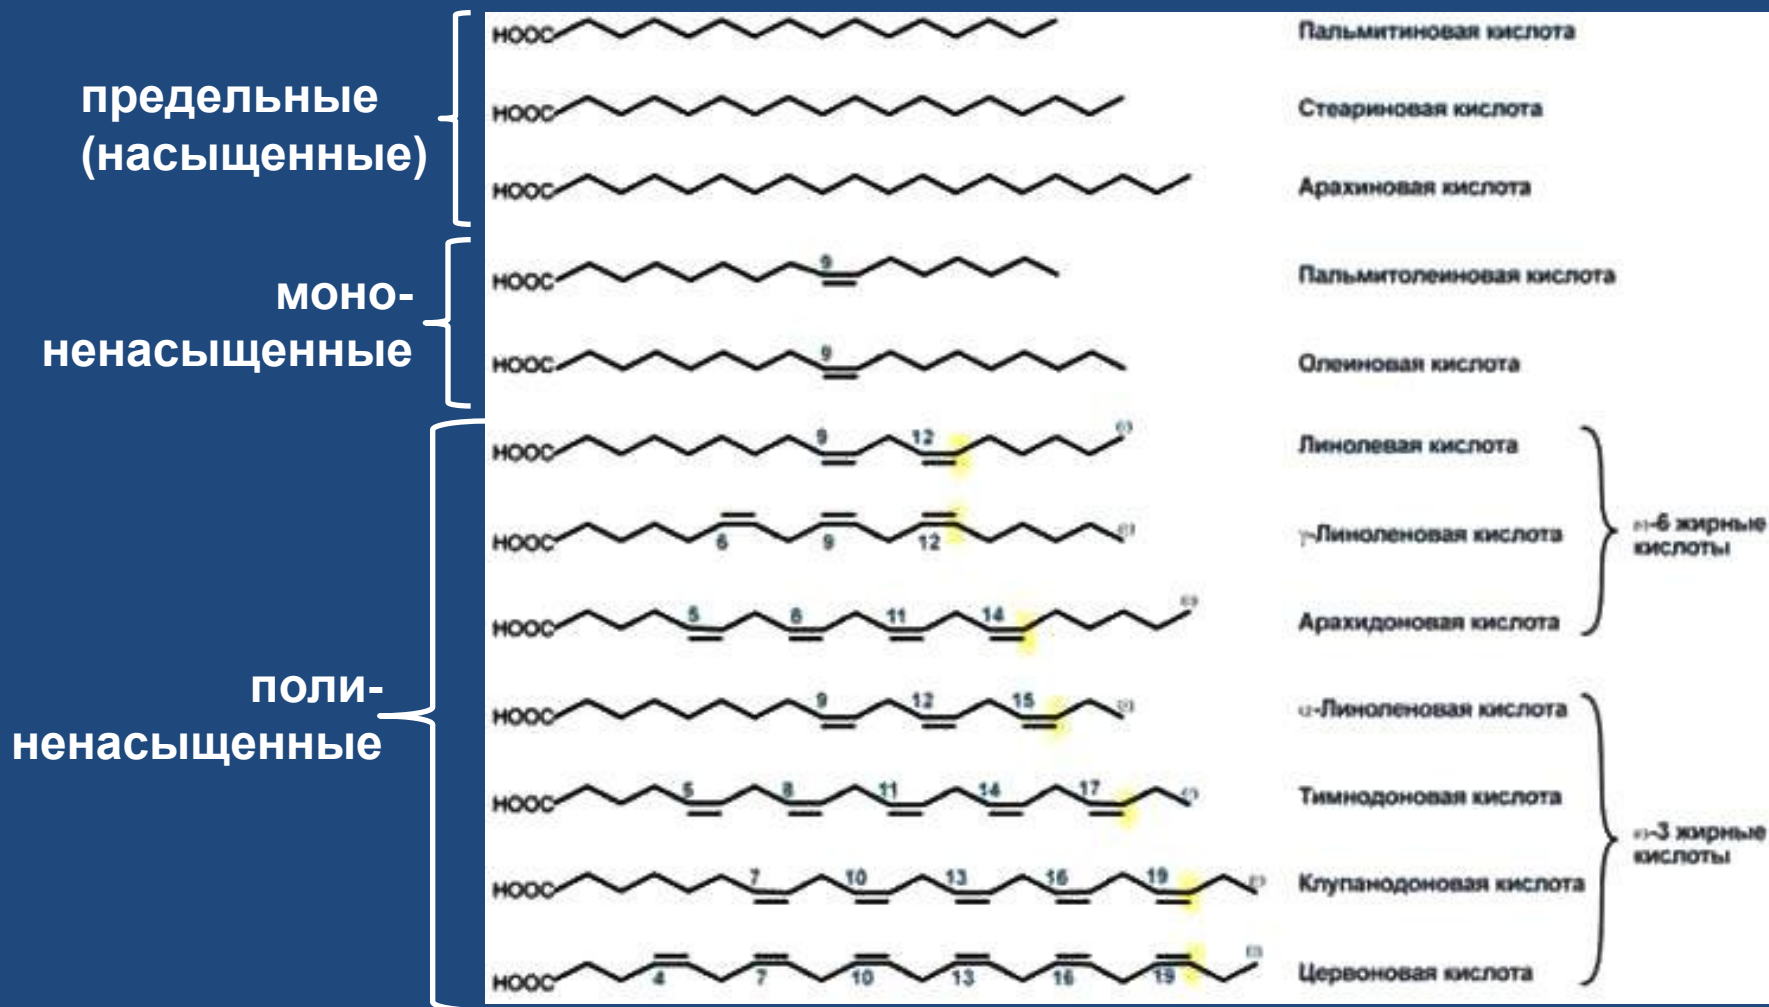 предельные
(насыщенные)
HOOC
Пальмитиновая кислота
HOOC
Стеариновая кислота
HOOC
Арахиновая кислота
моно-
ненасыщенные
HOOC 9
Пальмитолеиновая кислота
HOOC 9
Олеиновая кислота
поли-
ненасыщенные
HOOC 9 12
Линолевая кислота
HOOC 6 9 12
γ-Линоленовая кислота
HOOC 5 8 11 14
Арахидоновая кислота
ω-6 жирные
кислоты
HOOC 9 12 15
α-Линоленовая кислота
HOOC 5 8 11 14 17
Тимнодоновая кислота
HOOC 7 10 13 16 19
Клупанодоновая кислота
HOOC 4 7 10 13 16 19
Цервоновая кислота
ω-3 жирные
кислоты